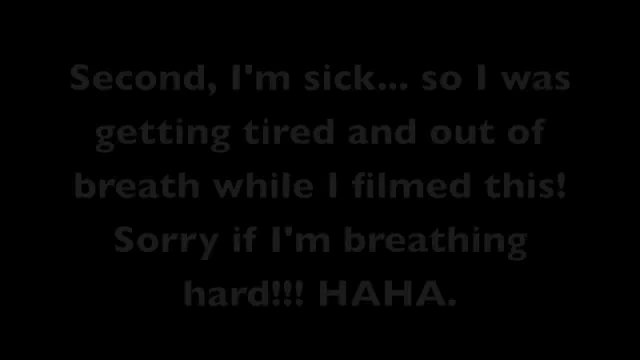 Second, I'm sick... so I was
getting tired and out of
breath while I filmed this!
Sorry if I'm breathing
hard!!! HAHA.